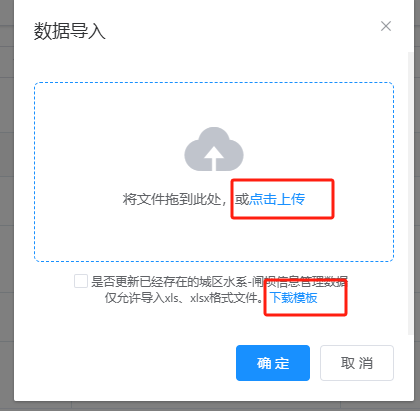 数据导入
将文件拖到此处，或点击上传
是否更新已经存在的城区水系-闸坝信息管理数据
仅允许导入xls、xlsx格式文件。下载模板
确 定
取 消